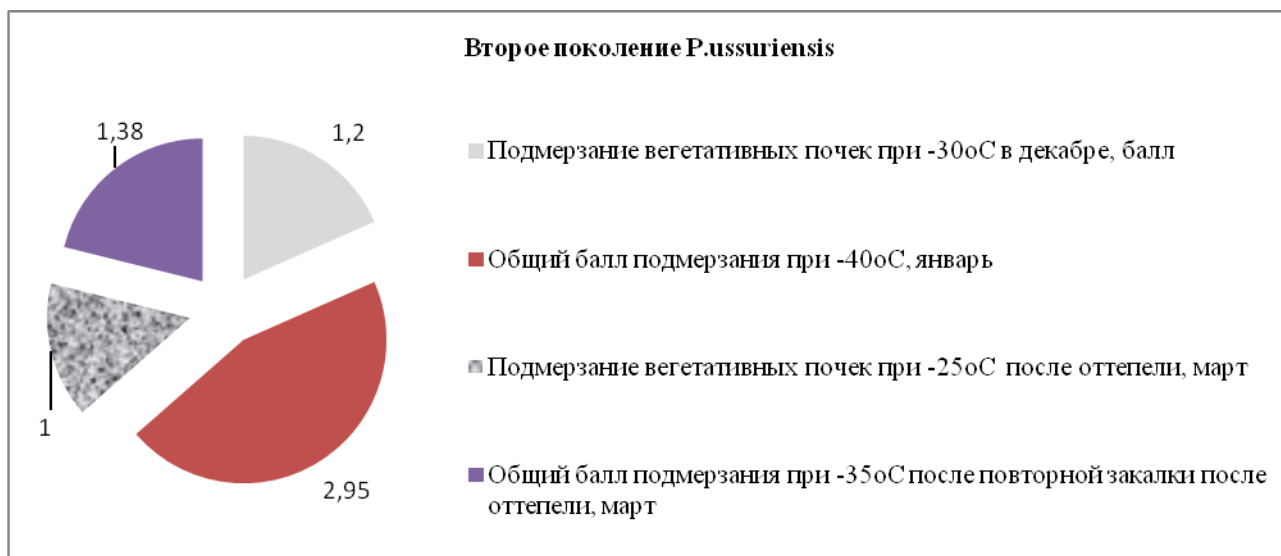 Второе поколение P.ussuriensis
1,38
1,2
Подмерзание вегетативных почек при -30оС в декабре, балл
Общий балл подмерзания при -40оС, январь
Подмерзание вегетативных почек при -25оС после оттепели, март
1
2,95
Общий балл подмерзания при -35оС после повторной закалки после
оттепели, март